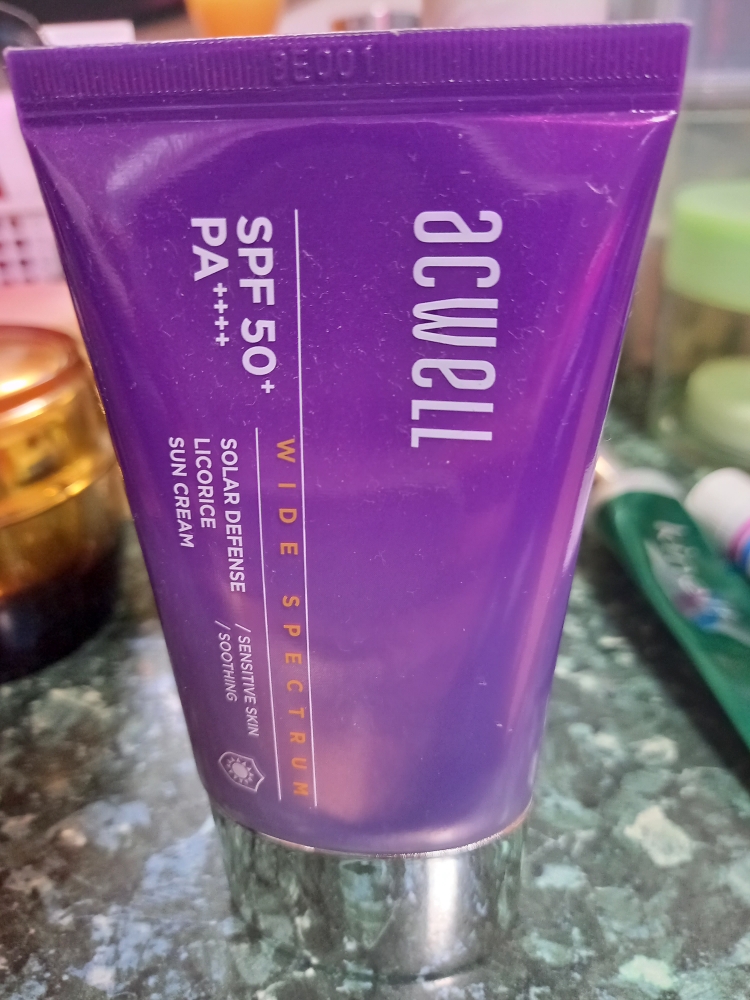 acwell
WIDE SPECTRUM
SPF 50+
PA++++
SOLAR DEFENSE
LICORICE
SUN CREAM
/ SENSITIVE SKIN
/ SOOTHING